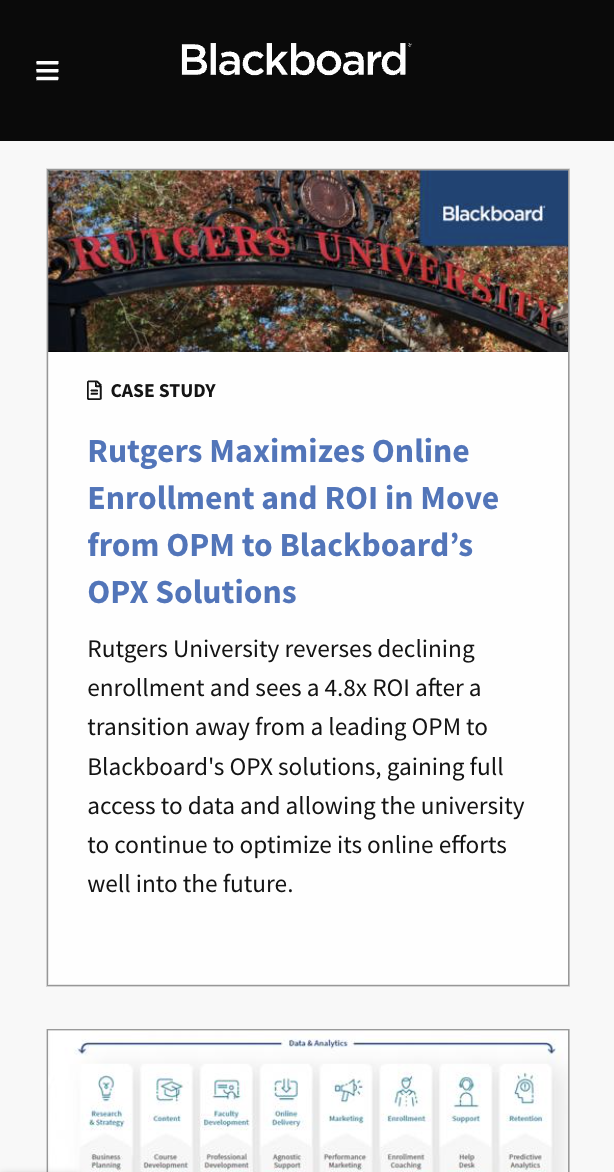 Blackboard
RUTGERS UNIVERSITY
Blackboard
CASE STUDY
Rutgers Maximizes Online
Enrollment and ROI in Move
from OPM to Blackboard’s
OPX Solutions
Rutgers University reverses declining
enrollment and sees a 4.8x ROI after a
transition away from a leading OPM to
Blackboard's OPX solutions, gaining full
access to data and allowing the university
to continue to optimize its online efforts
well into the future.
Data & Analytics
Research
& Strategy
Content
Faculty
Development
Online
Delivery
Marketing
Enrollment
Support
Retention
Business
Planning
Course
Development
Professional
Development
Agnostic
Support
Performance
Marketing
Enrollment
Coaching
Help
Desk
Predictive
Analytics